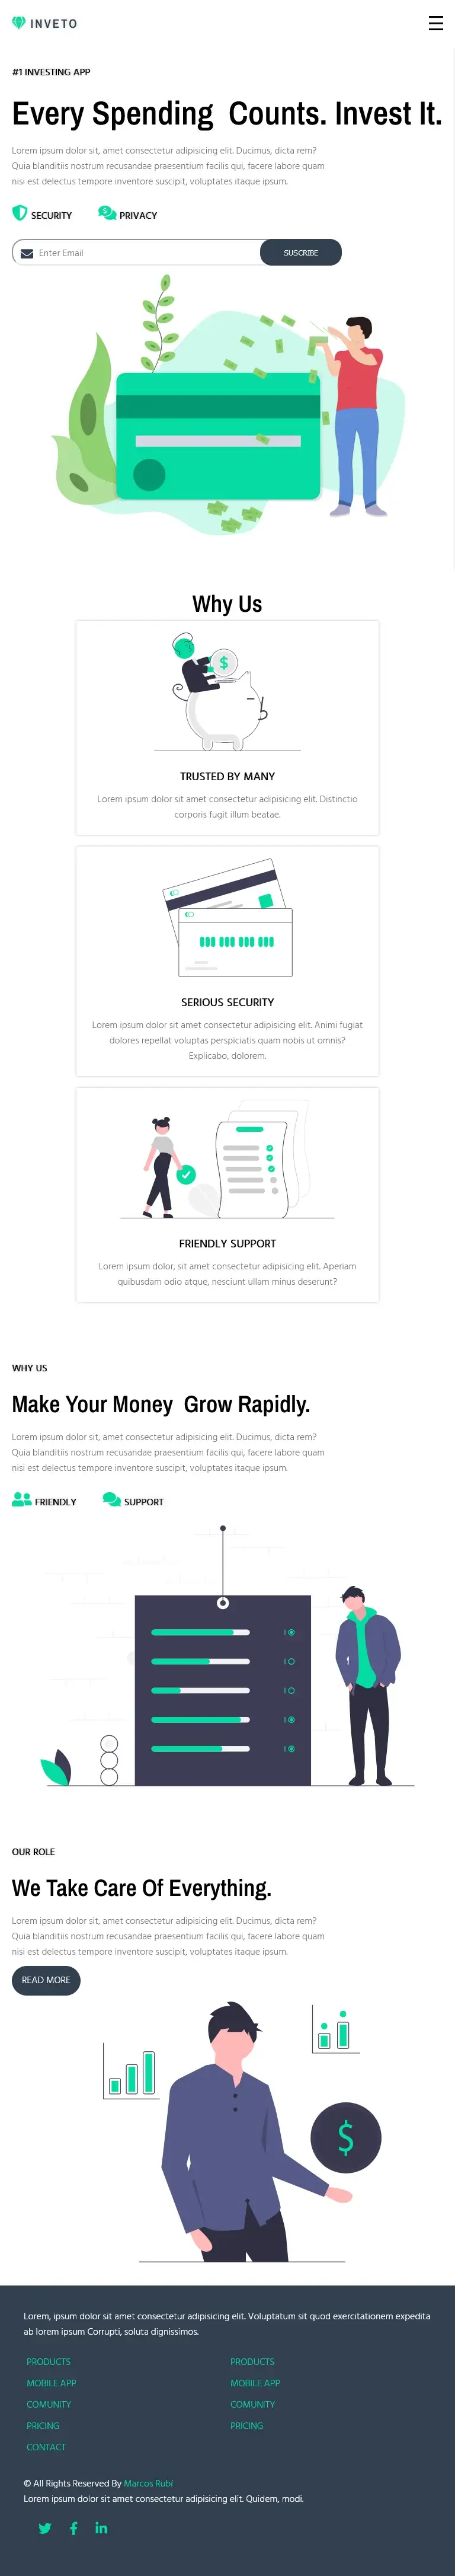 INVETO
#1 INVESTING APP
Every Spending Counts. Invest It.
Lorem ipsum dolor sit, amet consectetur adipisicing elit. Ducimus, dicta rem?
Quia blanditiis nostrum recusandae praesentium facilis qui, facere labore quam
nisi est delectus tempore inventore suscipit, voluptates itaque ipsum.
SECURITY PRIVACY
Enter Email SUSCRIBE
Why Us
$
TRUSTED BY MANY
Lorem ipsum dolor sit amet consectetur adipisicing elit. Distinctio
corporis fugit illum beatae.
SERIOUS SECURITY
Lorem ipsum dolor sit amet consectetur adipisicing elit. Animi fugiat
dolores repellat voluptas perspiciatis quam nobis ut omnis?
Explicabo, dolorem.
FRIENDLY SUPPORT
Lorem ipsum dolor, sit amet consectetur adipisicing elit. Aperiam
quibusdam odio atque, nesciunt ullam minus deserunt?
WHY US
Make Your Money Grow Rapidly.
Lorem ipsum dolor sit, amet consectetur adipisicing elit. Ducimus, dicta rem?
Quia blanditiis nostrum recusandae praesentium facilis qui, facere labore quam
nisi est delectus tempore inventore suscipit, voluptates itaque ipsum.
FRIENDLY SUPPORT
OUR ROLE
We Take Care Of Everything.
Lorem ipsum dolor sit, amet consectetur adipisicing elit. Ducimus, dicta rem?
Quia blanditiis nostrum recusandae praesentium facilis qui, facere labore quam
nisi est delectus tempore inventore suscipit, voluptates itaque ipsum.
READ MORE
$
Lorem, ipsum dolor sit amet consectetur adipisicing elit. Voluptatum sit quod exercitationem expedita
ab lorem ipsum Corrupti, soluta dignissimos.
PRODUCTS PRODUCTS
MOBILE APP MOBILE APP
COMUNITY COMUNITY
PRICING PRICING
CONTACT
© All Rights Reserved By Marcos Rubí
Lorem ipsum dolor sit amet consectetur adipisicing elit. Quidem, modi.